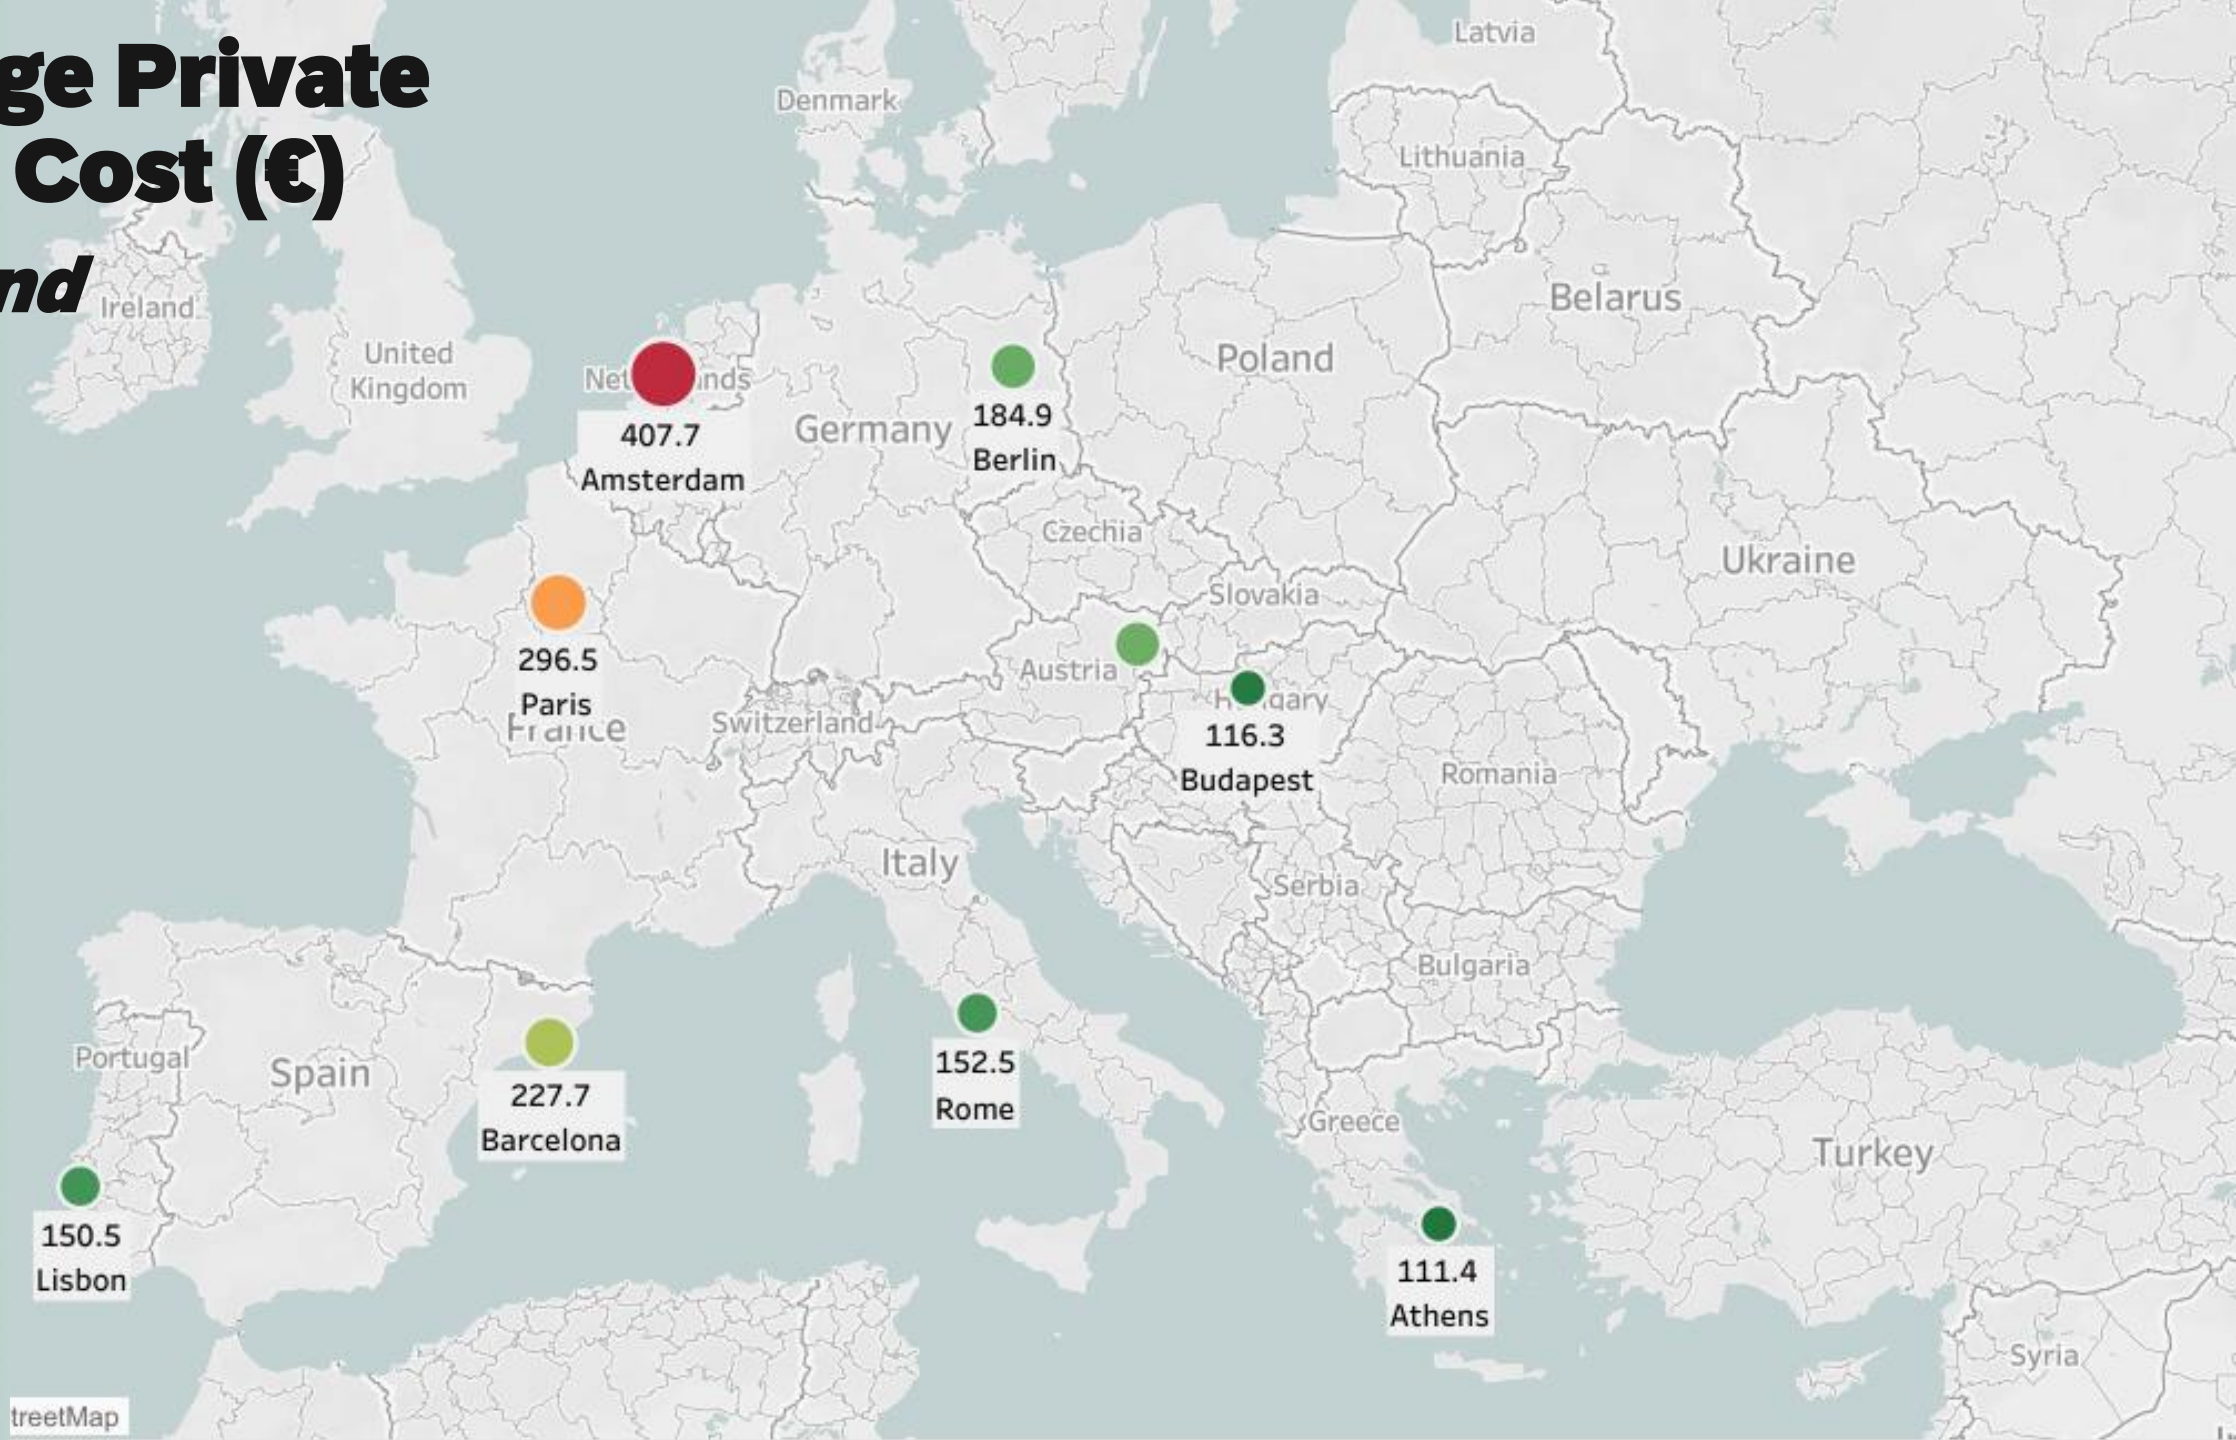 ge Private
Cost (€)
nd
Latvia
Denmark
Lithuania
Ireland
Belarus
United
Kingdom
Poland
184.9
Berlin
407.7
Amsterdam
Germany
Czechia
Ukraine
Slovakia
296.5
Paris
France
Austria
Switzerland
116.3
Budapest
Romania
Italy
Serbia
Bulgaria
Portugal
Spain
227.7
Barcelona
152.5
Rome
Greece
Turkey
150.5
Lisbon
111.4
Athens
Syria
treetMap